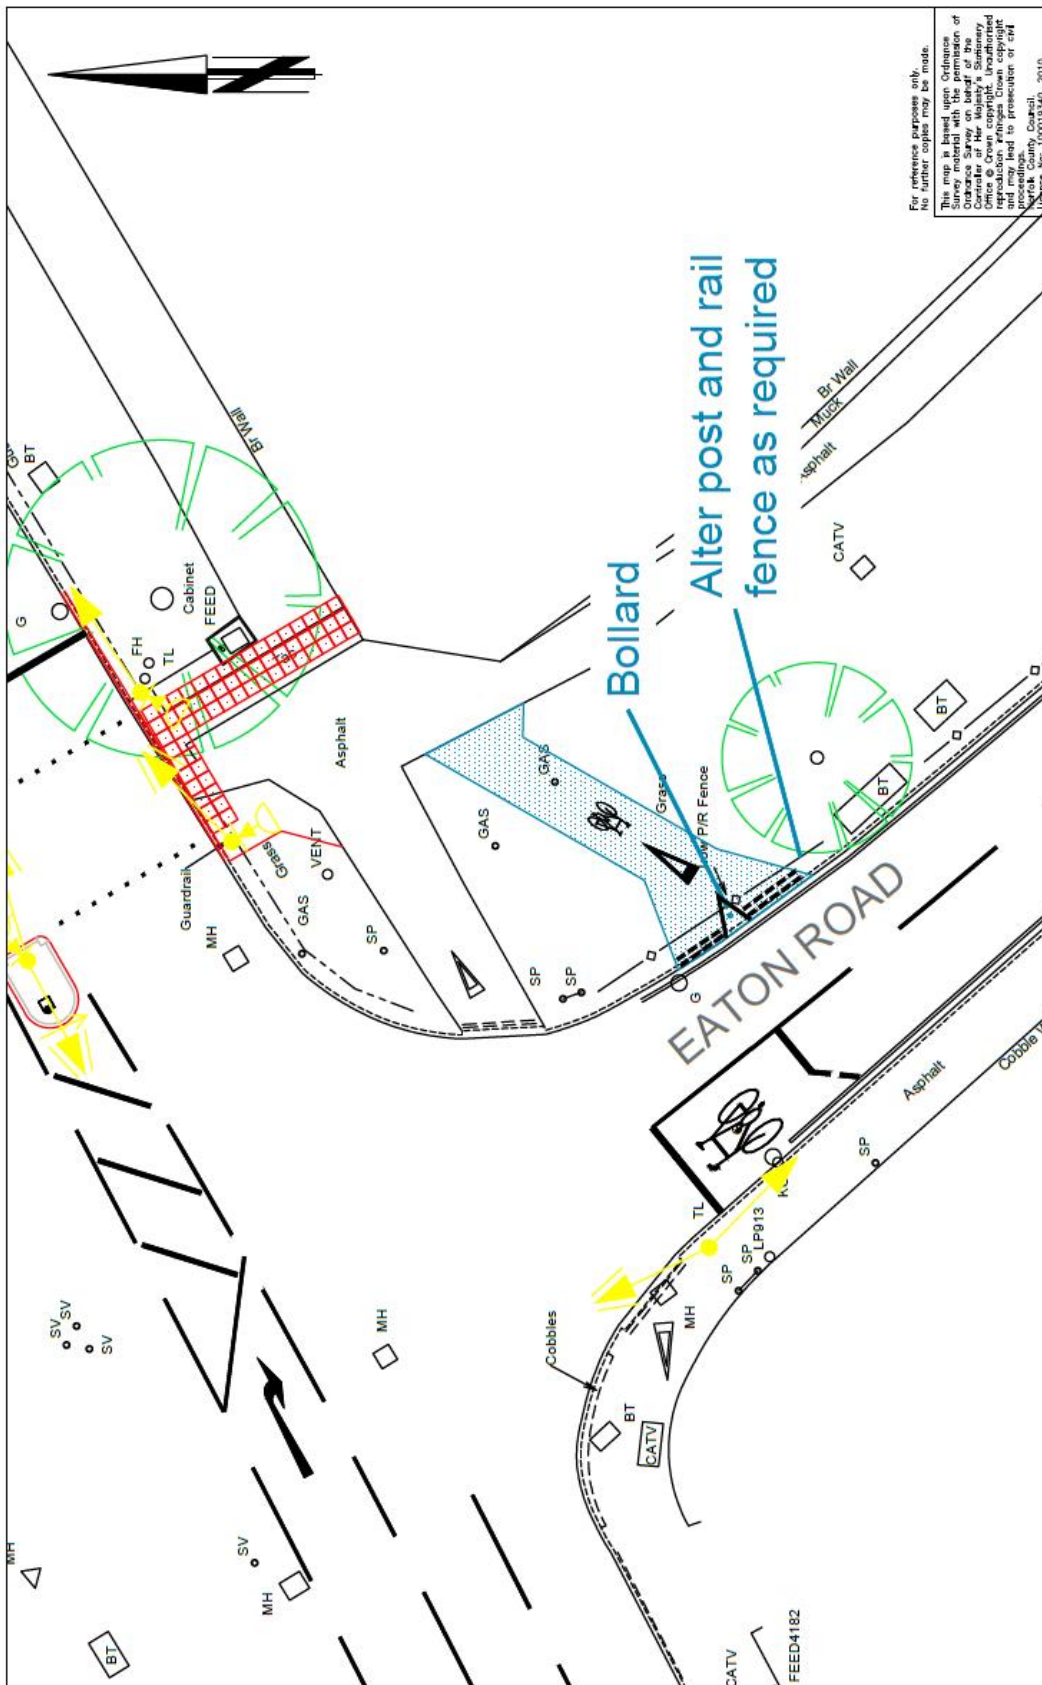 For reference purposes only.
No further copies may be made.
This map is based upon Ordnance
Survey material with the permission of
Ordnance Survey on behalf of the
Controller of Her Majesty's Stationery
Office © Crown copyright. Unauthorised
reproduction infringes Crown copyright
and may lead to prosecution or civil
proceedings.
Norfolk County Council.
Bollard
Alter post and rail
fence as required
EATON ROAD
BT
G
Cabinet
FEED
FH
TL
Br Wall
Asphalt
Grass
VENT
Guardrail
MH
GAS
SP
GAS
GAS
Grass
P/R Fence
SP
SP
G
CATV
Br Wall
Muck
Asphalt
BT
BT
Asphalt
SP
TL
LP913
SP
SP
MH
Cobbles
BT
CATV
MH
SV
SV
SV
SV
MH
MH
BT
CATV
FEED4182